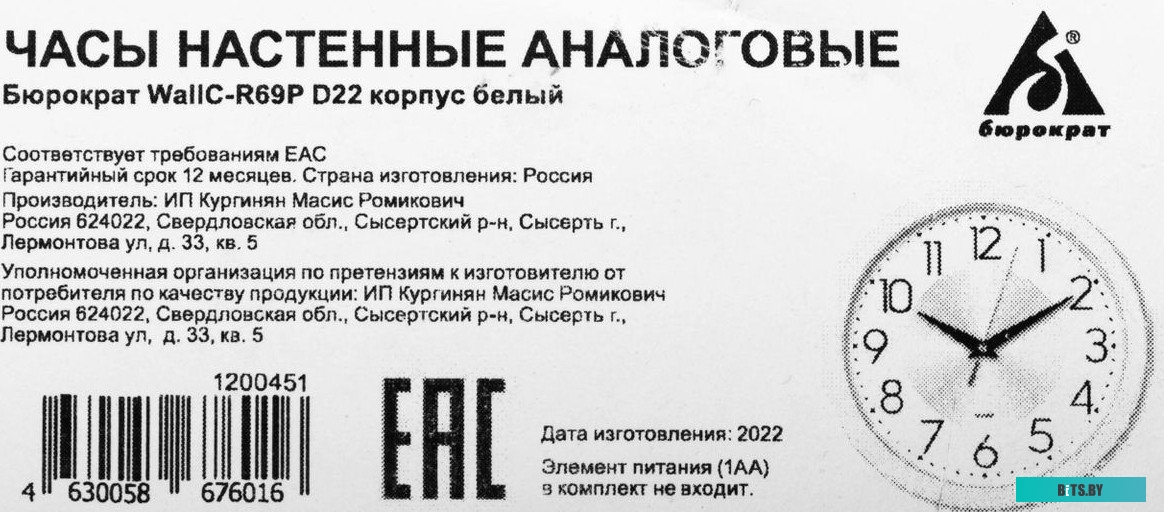 ЧАСЫ НАСТЕННЫЕ АНАЛОГОВЫЕ
Бюрократ WallC-R69P D22 корпус белый
®
бюрократ
Соответствует требованиям ЕАС
Гарантийный срок 12 месяцев. Страна изготовления: Россия
Производитель: ИП Кургинян Масис Ромикович
Россия 624022, Свердловская обл., Сысертский р-н, Сысерть г.,
Лермонтова ул, д. 33, кв. 5
Уполномоченная организация по претензиям к изготовителю от
потребителя по качеству продукции: ИП Кургинян Масис Ромикович
Россия 624022, Свердловская обл., Сысертский р-н, Сысерть г.,
Лермонтова ул, д. 33, кв. 5
12 1 2 3 4 5 6 7 8 9 10 11
1200451
4 630058 676016
ЕАС
Дата изготовления: 2022
Элемент питания (1АА)
в комплект не входит.
BiTS.BY